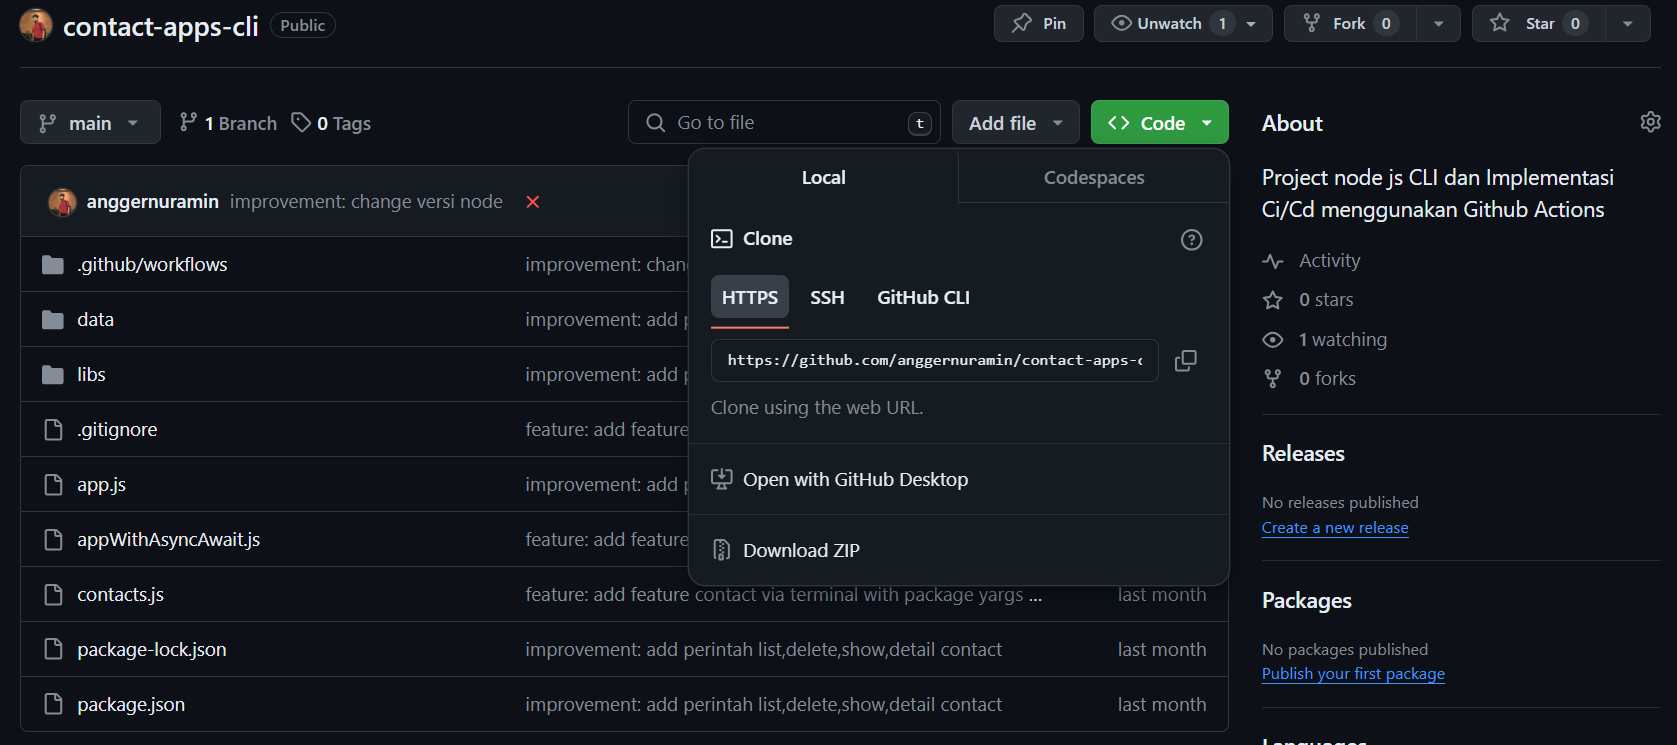 contact-apps-cli Public Pin Unwatch 1 Fork 0 Star 0
main 1 Branch 0 Tags Go to file t Add file Code
Local Codespaces
Clone
HTTPS SSH GitHub CLI
https://github.com/anggernuramin/contact-apps-
Clone using the web URL.
Open with GitHub Desktop
Download ZIP
anggernuramin improvement: change versi node
.github/workflows improvement:
data improvement: add
libs improvement: add
.gitignore feature: add feature
app.js improvement: add
appWithAsyncAwait.js feature: add feature
contacts.js feature: add feature contact via terminal with package yargs ... last month
package-lock.json improvement: add perintah list,delete,show,detail contact last month
package.json improvement: add perintah list,delete,show,detail contact last month
About
Project node js CLI dan Implementasi
Ci/Cd menggunakan Github Actions
Activity
0 stars
1 watching
0 forks
Releases
No releases published
Create a new release
Packages
No packages published
Publish your first package
Languages